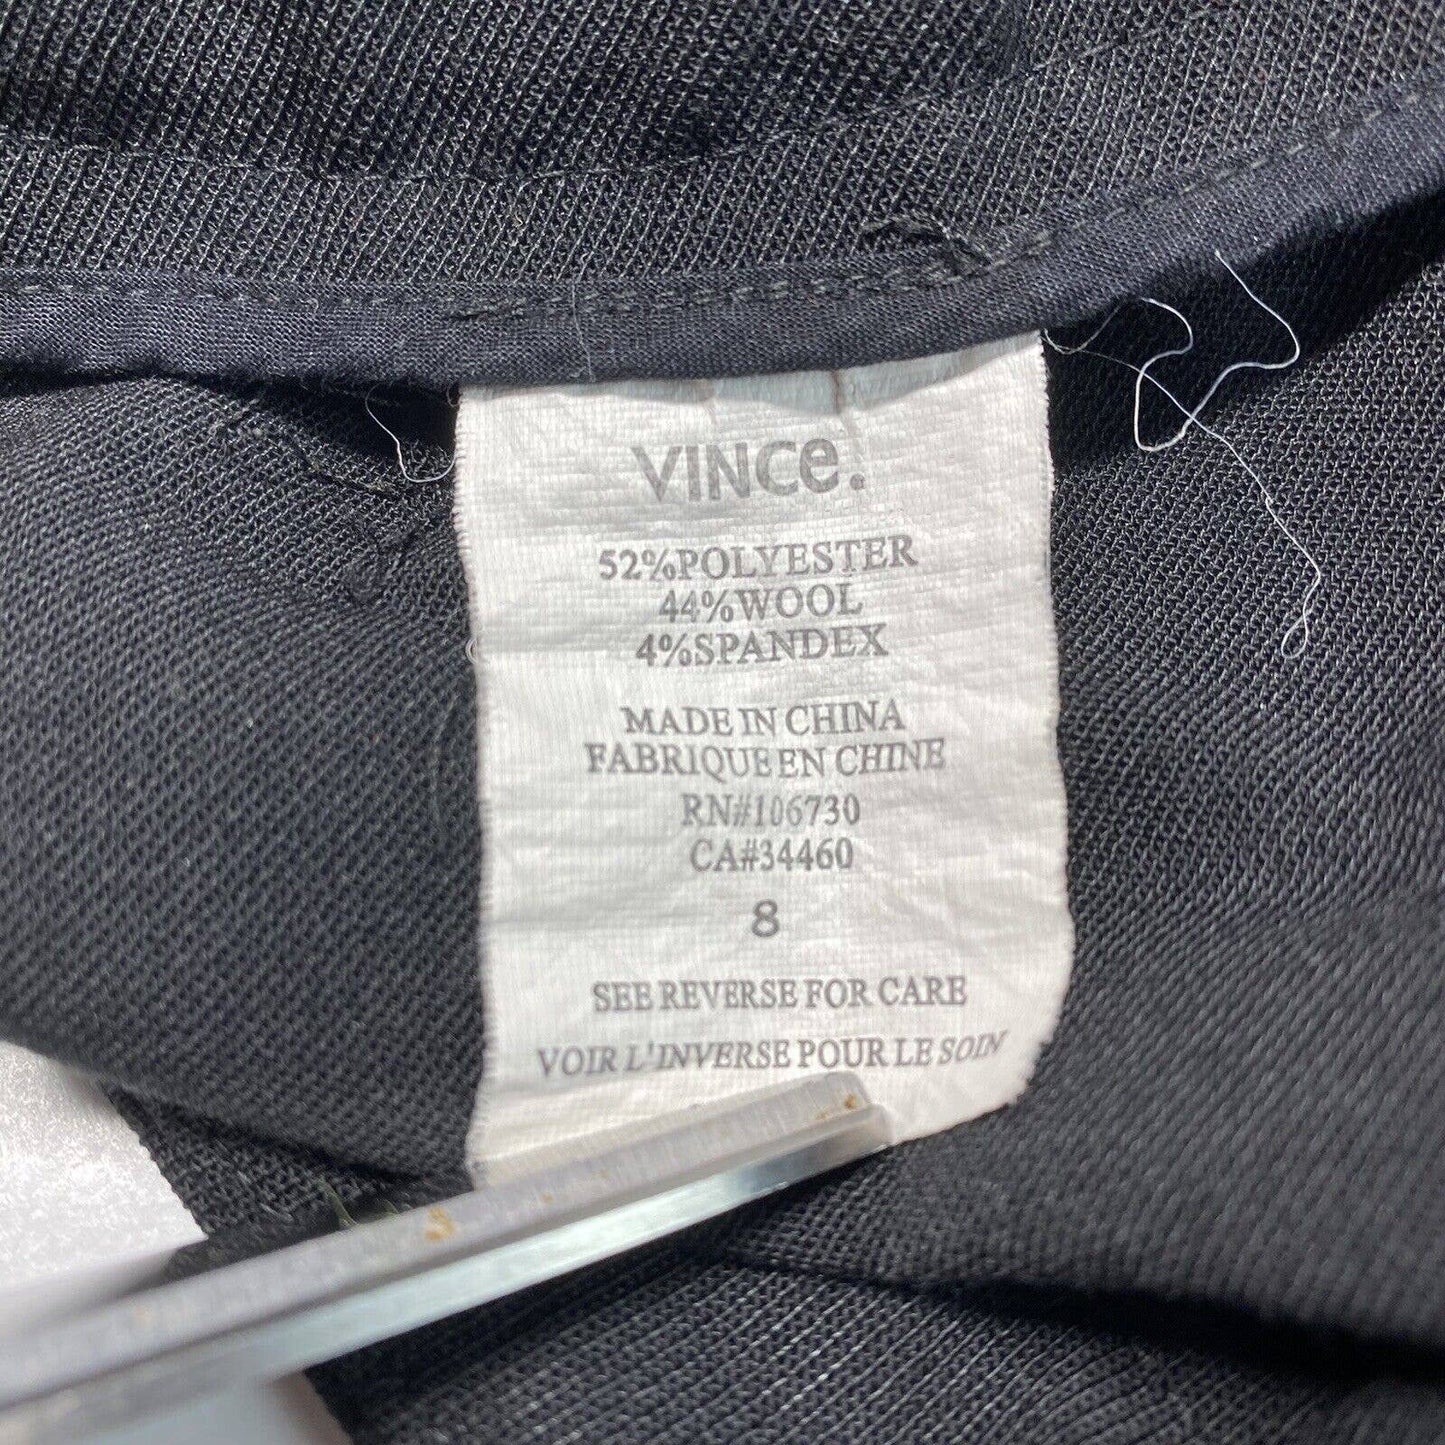 VINCe.
52%POLYESTER
44%WOOL
4%SPANDEX
MADE IN CHINA
FABRIQUE EN CHINE
RN#106730
CA#34460
8
SEE REVERSE FOR CARE
VOIR L'INVERSE POUR LE SOIN